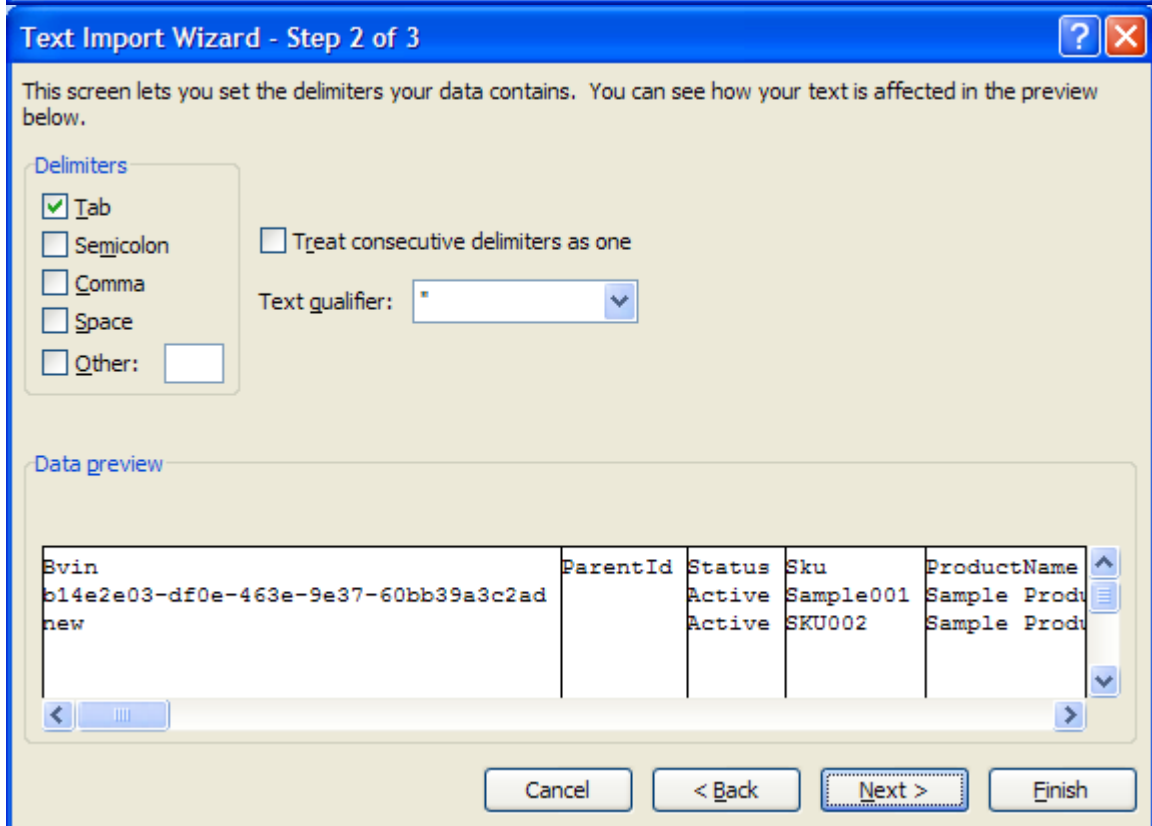 Text Import Wizard - Step 2 of 3
This screen lets you set the delimiters your data contains.  You can see how your text is affected in the preview
below.
Delimiters
Tab
Semicolon
Comma
Space
Other:
Treat consecutive delimiters as one
Text qualifier: "
Data preview
Bvin ParentId Status Sku ProductName
b14e2e03-df0e-463e-9e37-60bb39a3c2ad Active Sample001 Sample Produ
new Active SKU002 Sample Produ
Cancel < Back Next > Finish